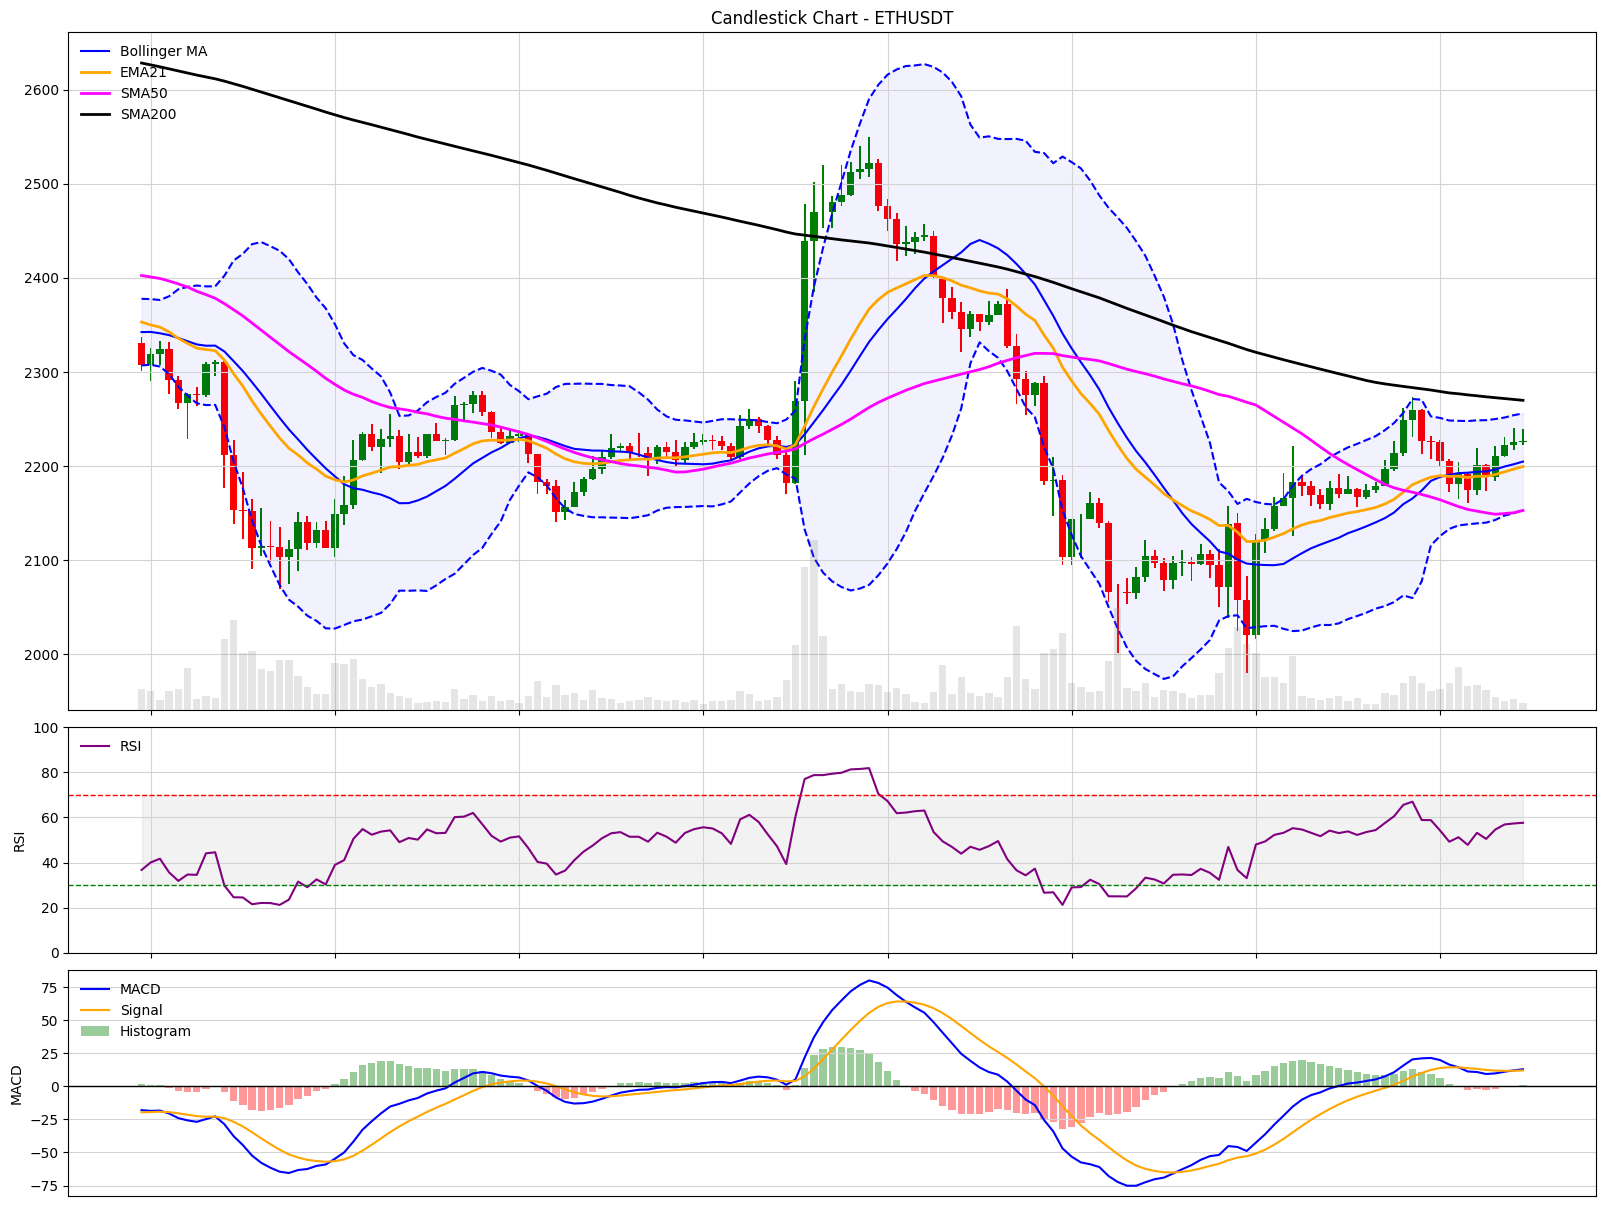 Candlestick Chart - ETHUSDT
Bollinger MA
EMA21
SMA50
SMA200
2600
2500
2400
2300
2200
2100
2000
RSI
100
80
60
40
20
0
RSI
MACD
Signal
Histogram
75
50
25
0
−25
−50
−75
MACD